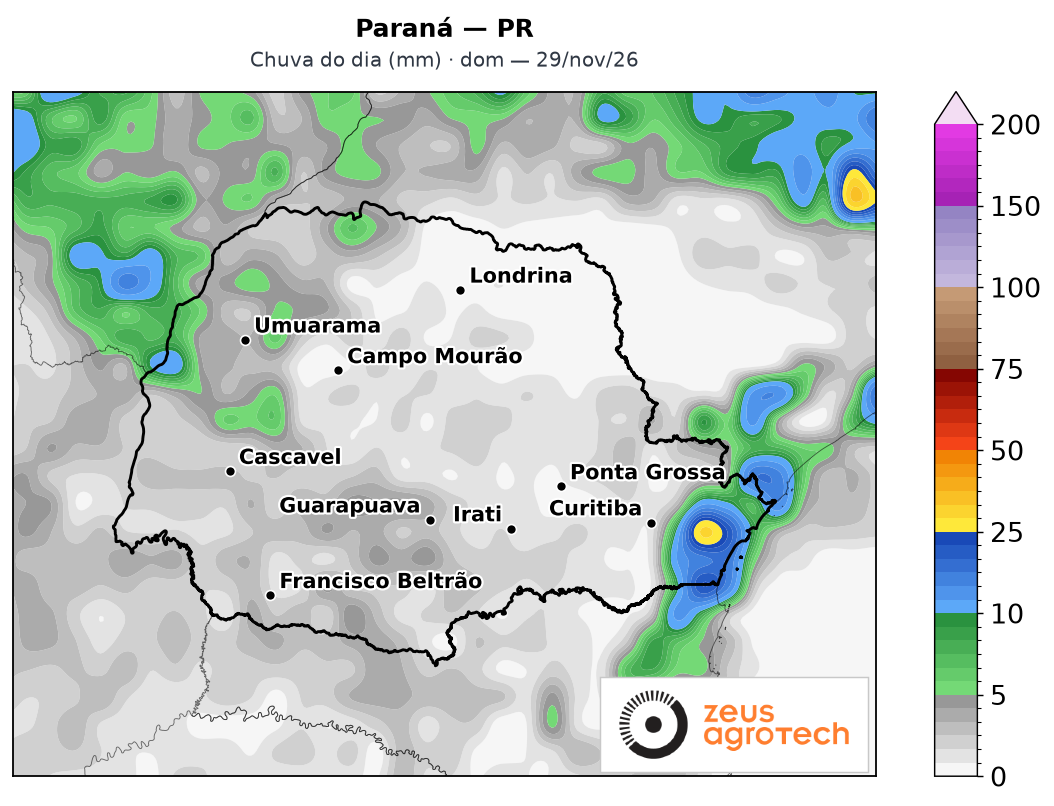 Paraná — PR
Chuva do dia (mm) · dom — 29/nov/26
200
150
100
75
50
25
10
5
0
Londrina
Umuarama
Campo Mourão
Cascavel
Ponta Grossa
Guarapuava
Irati
Curitiba
Francisco Beltrão
zeus
agrotech